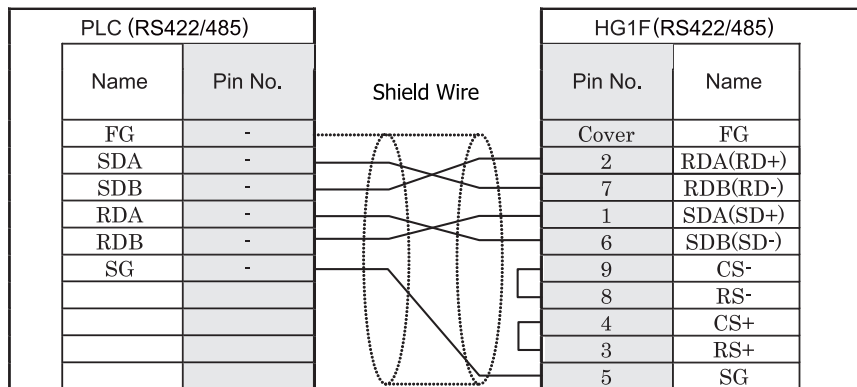 PLC (RS422/485)
Name Pin No.
FG -
SDA -
SDB -
RDA -
RDB -
SG -
Shield Wire
HG1F(RS422/485)
Pin No. Name
Cover FG
2 RDA(RD+)
7 RDB(RD-)
1 SDA(SD+)
6 SDB(SD-)
9 CS-
8 RS-
4 CS+
3 RS+
5 SG